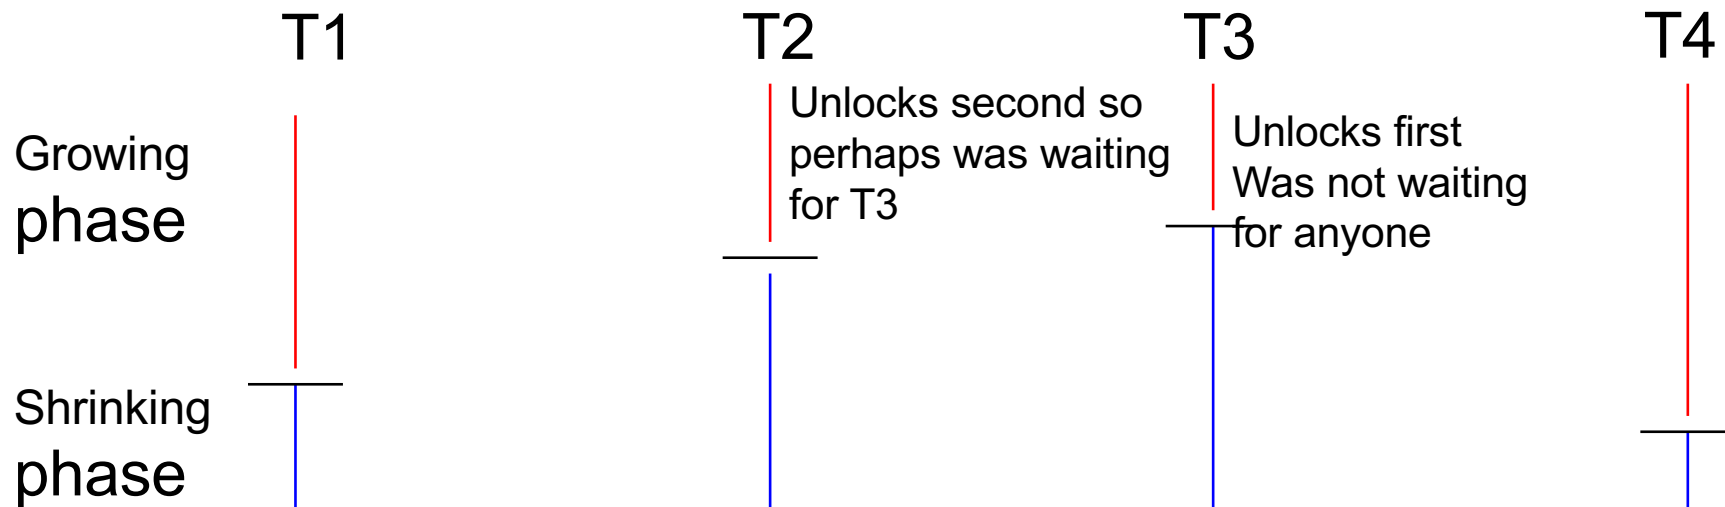 T1
T2
T3
T4
Growing
phase
Unlocks second so
perhaps was waiting
for T3
Unlocks first
Was not waiting
for anyone
Shrinking
phase